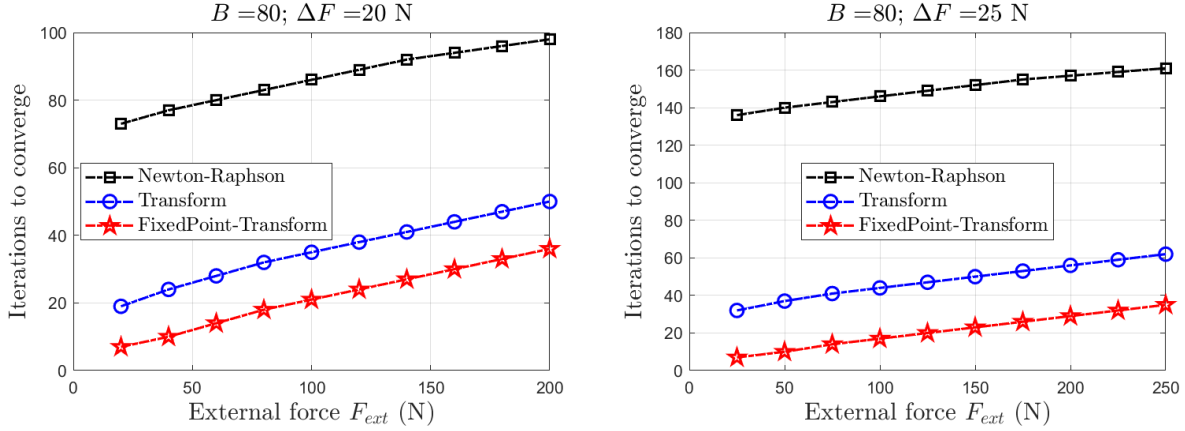 B =80; ΔF =20 N
Iterations to converge
100
80
60
40
20
0
Newton-Raphson
Transform
FixedPoint-Transform
0 50 100 150 200
External force F_ext (N)
B =80; ΔF =25 N
Iterations to converge
180
160
140
120
100
80
60
40
20
0
Newton-Raphson
Transform
FixedPoint-Transform
0 50 100 150 200 250
External force F_ext (N)